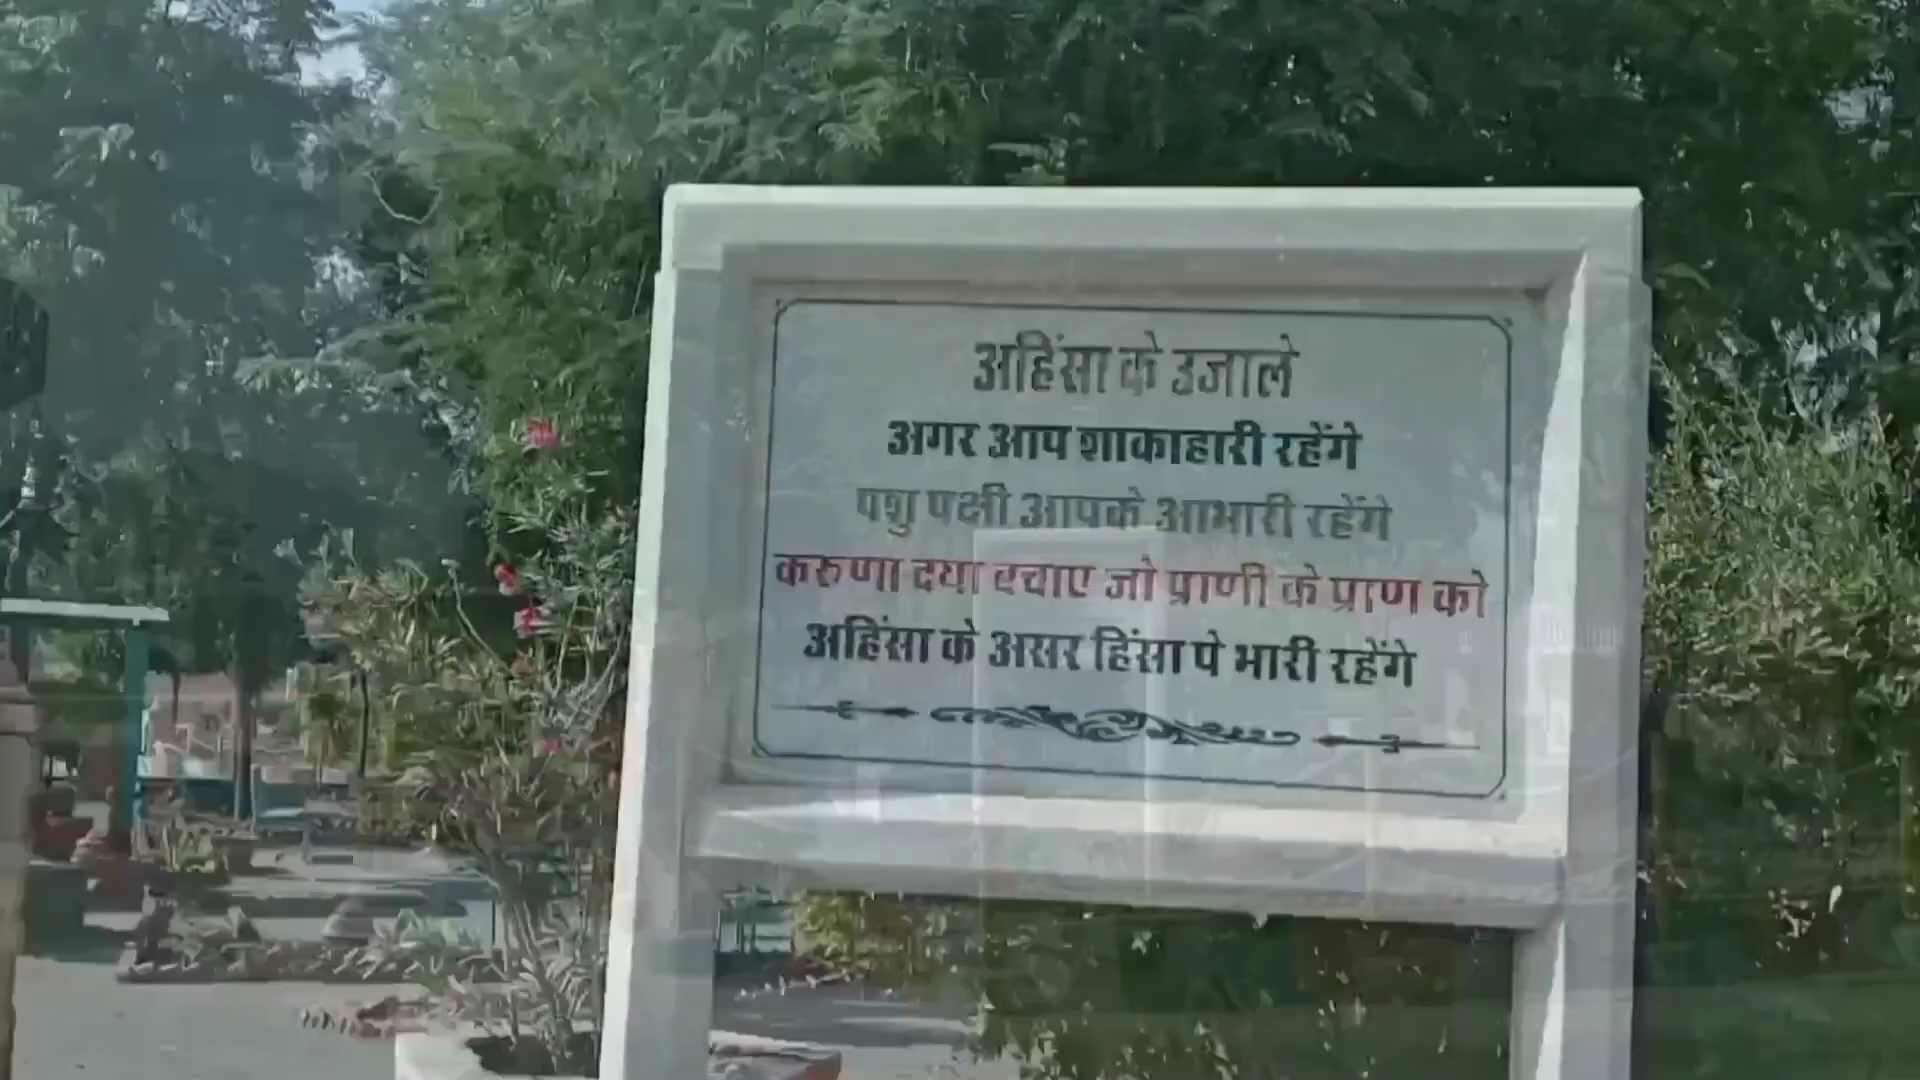 अहिंसा के उजाले
अगर आप शाकाहारी रहेंगे
पशु पक्षी आपके आभारी रहेंगे
करुणा दया बचाए जो प्राणी के प्राण को
अहिंसा के असर हिंसा पे भारी रहेंगे